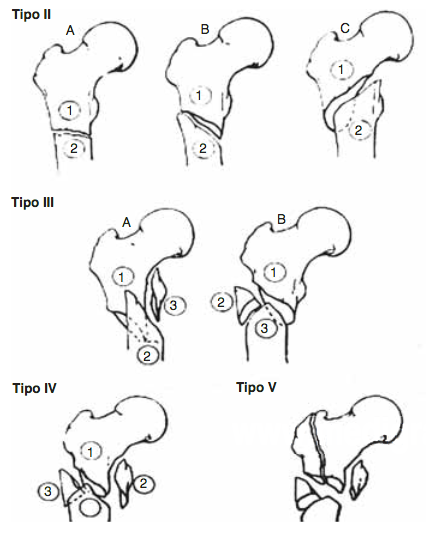 Tipo II
A B C
1 1 1
2 2 2
Tipo III
A B
1 1
3 2
3
2
Tipo IV Tipo V
1
3 2